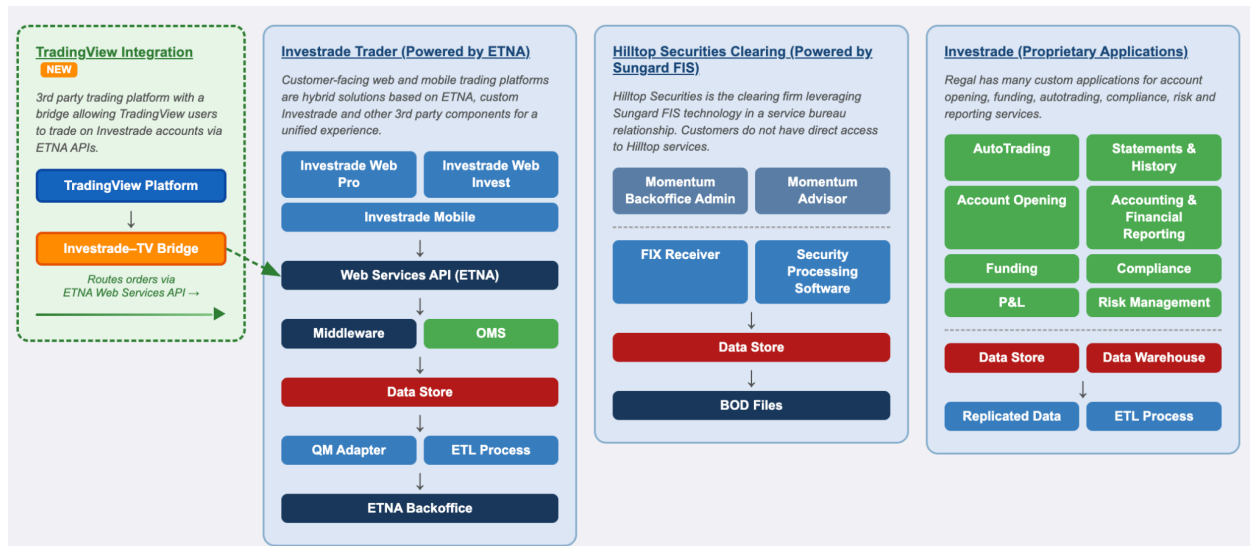 TradingView Integration
NEW
3rd party trading platform with a
bridge allowing TradingView users
to trade on Investrade accounts via
ETNA APIs.
TradingView Platform
↓
Investrade–TV Bridge
Routes orders via
ETNA Web Services API →
Investrade Trader (Powered by ETNA)
Customer-facing web and mobile trading platforms
are hybrid solutions based on ETNA, custom
Investrade and other 3rd party components for a
unified experience.
Investrade Web
Pro
Investrade Web
Invest
Investrade Mobile
↓
Web Services API (ETNA)
↓
Middleware
OMS
↓
Data Store
↓
QM Adapter
ETL Process
↓
ETNA Backoffice
Hilltop Securities Clearing (Powered by
Sungard FIS)
Hilltop Securities is the clearing firm leveraging
Sungard FIS technology in a service bureau
relationship. Customers do not have direct access
to Hilltop services.
Momentum
Backoffice Admin
Momentum
Advisor
FIX Receiver
Security
Processing
Software
↓
Data Store
↓
BOD Files
Investrade (Proprietary Applications)
Regal has many custom applications for account
opening, funding, autotrading, compliance, risk and
reporting services.
AutoTrading
Statements &
History
Account Opening
Accounting &
Financial
Reporting
Funding
Compliance
P&L
Risk Management
Data Store
Data Warehouse
↓
Replicated Data
ETL Process